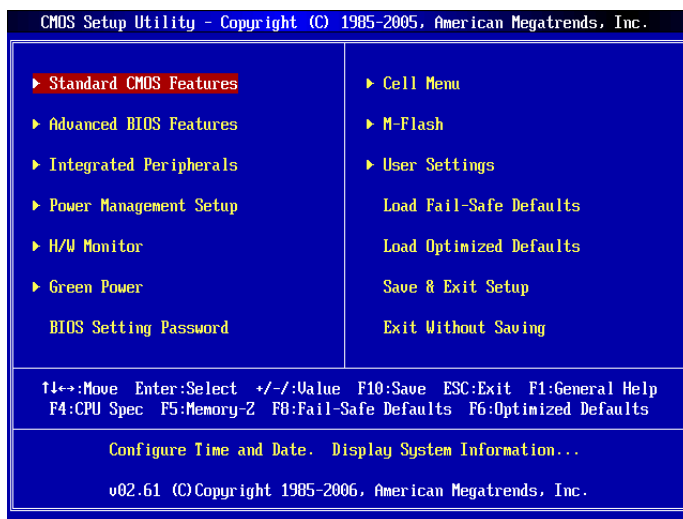 CMOS Setup Utility - Copyright (C) 1985-2005, American Megatrends, Inc.
▶ Standard CMOS Features
▶ Advanced BIOS Features
▶ Integrated Peripherals
▶ Power Management Setup
▶ H/W Monitor
▶ Green Power
BIOS Setting Password
▶ Cell Menu
▶ M-Flash
▶ User Settings
Load Fail-Safe Defaults
Load Optimized Defaults
Save & Exit Setup
Exit Without Saving
↑↓←→:Move Enter:Select +/-/:Value F10:Save ESC:Exit F1:General Help
F4:CPU Spec F5:Memory-Z F8:Fail-Safe Defaults F6:Optimized Defaults
Configure Time and Date. Display System Information...
v02.61 (C)Copyright 1985-2006, American Megatrends, Inc.